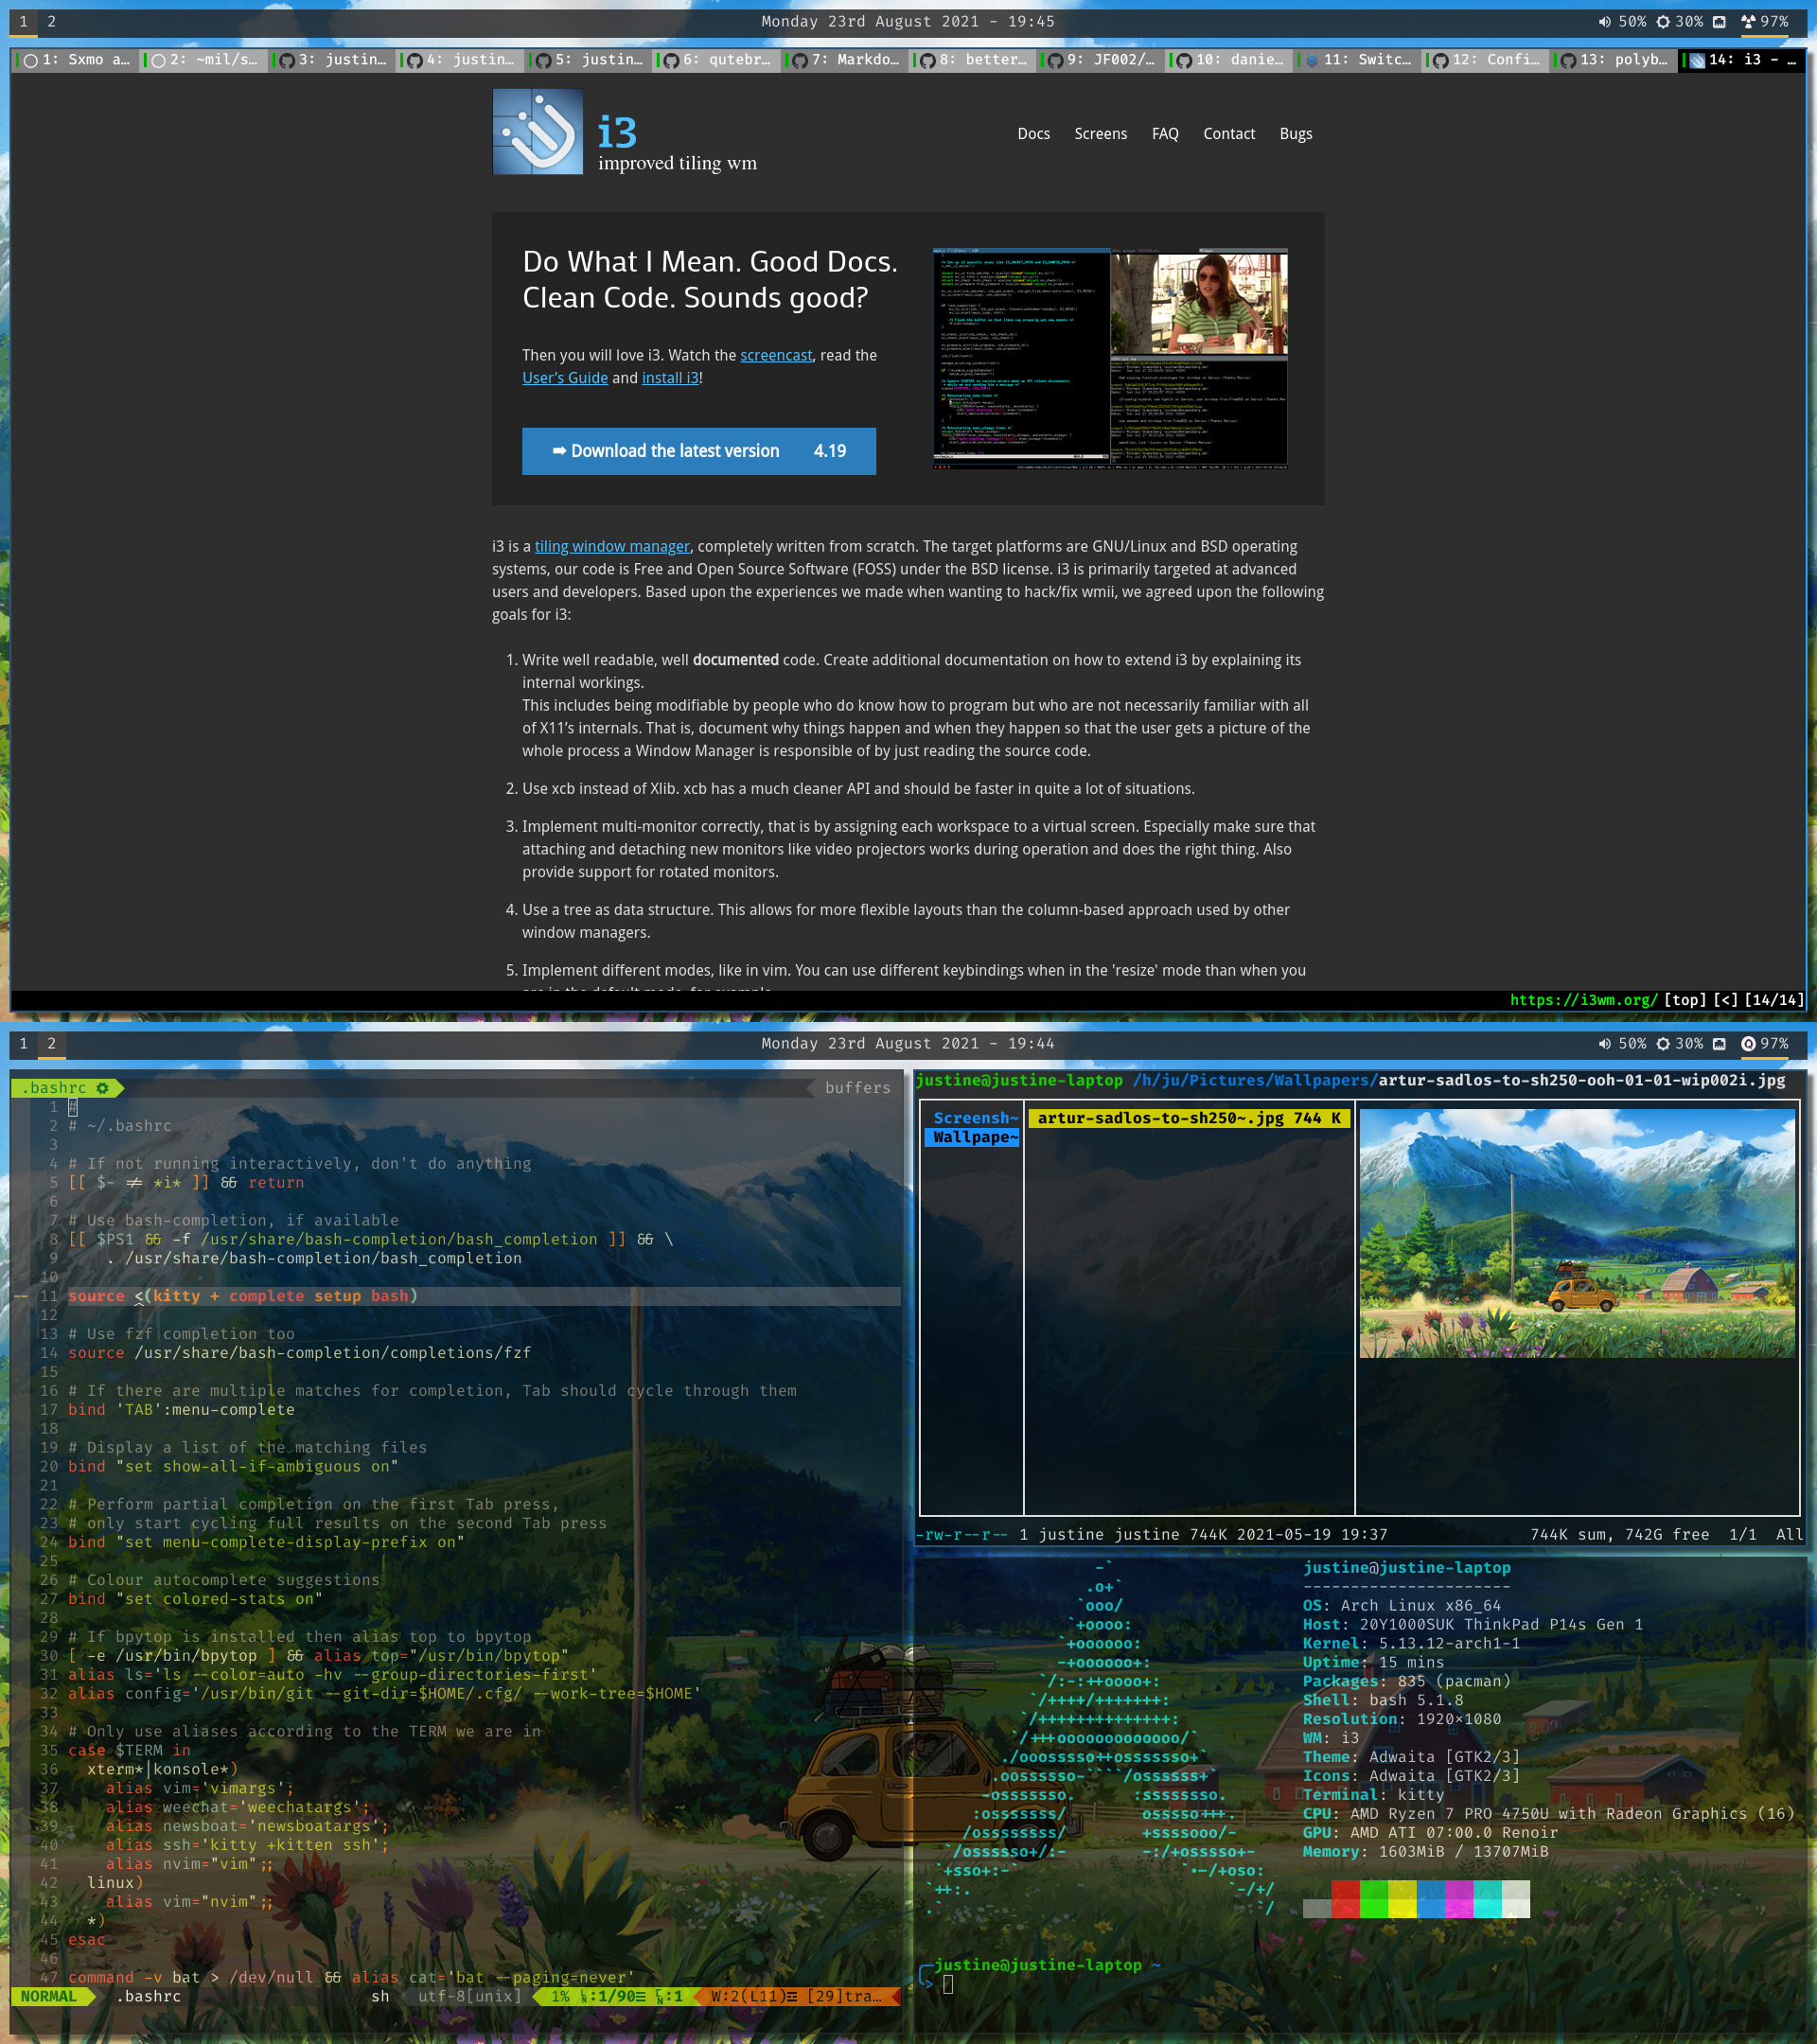 1 2 Monday 23rd August 2021 - 19:45 50% 30% 97%
1: Sxmo a… 2: ~mil/s… 3: justin… 4: justin… 5: justin… 6: qutebr… 7: Markdo… 8: better… 9: JF002/… 10: danie… 11: Switc… 12: Confi… 13: polyb… 14: i3 - …
i3
improved tiling wm
Docs Screens FAQ Contact Bugs
Do What I Mean. Good Docs.
Clean Code. Sounds good?
Then you will love i3. Watch the screencast, read the
User’s Guide and install i3!
➡ Download the latest version 4.19
i3 is a tiling window manager, completely written from scratch. The target platforms are GNU/Linux and BSD operating
systems, our code is Free and Open Source Software (FOSS) under the BSD license. i3 is primarily targeted at advanced
users and developers. Based upon the experiences we made when wanting to hack/fix wmii, we agreed upon the following
goals for i3:
1. Write well readable, well documented code. Create additional documentation on how to extend i3 by explaining its
internal workings.
This includes being modifiable by people who do know how to program but who are not necessarily familiar with all
of X11’s internals. That is, document why things happen and when they happen so that the user gets a picture of the
whole process a Window Manager is responsible of by just reading the source code.
2. Use xcb instead of Xlib. xcb has a much cleaner API and should be faster in quite a lot of situations.
3. Implement multi-monitor correctly, that is by assigning each workspace to a virtual screen. Especially make sure that
attaching and detaching new monitors like video projectors works during operation and does the right thing. Also
provide support for rotated monitors.
4. Use a tree as data structure. This allows for more flexible layouts than the column-based approach used by other
window managers.
5. Implement different modes, like in vim. You can use different keybindings when in the 'resize' mode than when you
are in the default mode, for example.
https://i3wm.org/ [top] [<] [14/14]
1 2 Monday 23rd August 2021 - 19:44 50% 30% 97%
.bashrc buffers
1 #
2 # ~/.bashrc
3
4 # If not running interactively, don't do anything
5 [[ $- != *i* ]] && return
6
7 # Use bash-completion, if available
8 [[ $PS1 && -f /usr/share/bash-completion/bash_completion ]] && \
9 . /usr/share/bash-completion/bash_completion
10
-- 11 source <(kitty + complete setup bash)
12
13 # Use fzf completion too
14 source /usr/share/bash-completion/completions/fzf
15
16 # If there are multiple matches for completion, Tab should cycle through them
17 bind 'TAB':menu-complete
18
19 # Display a list of the matching files
20 bind "set show-all-if-ambiguous on"
21
22 # Perform partial completion on the first Tab press,
23 # only start cycling full results on the second Tab press
24 bind "set menu-complete-display-prefix on"
25
26 # Colour autocomplete suggestions
27 bind "set colored-stats on"
28
29 # If bpytop is installed then alias top to bpytop
30 [ -e /usr/bin/bpytop ] && alias top="/usr/bin/bpytop"
31 alias ls='ls --color=auto -hv --group-directories-first'
32 alias config='/usr/bin/git --git-dir=$HOME/.cfg/ --work-tree=$HOME'
33
34 # Only use aliases according to the TERM we are in
35 case $TERM in
36 xterm*|konsole*)
37 alias vim='vimargs';
38 alias weechat='weechatargs';
39 alias newsboat='newsboatargs';
40 alias ssh='kitty +kitten ssh';
41 alias nvim="vim";;
42 linux)
43 alias vim="nvim";;
44 *)
45 esac
46
47 command -v bat > /dev/null && alias cat='bat --paging=never'
NORMAL .bashrc sh utf-8[unix] 1% :1/90 :1 W:2(L11) [29]tra…
justine@justine-laptop /h/ju/Pictures/Wallpapers/artur-sadlos-to-sh250-ooh-01-01-wip002i.jpg
Screensh~ artur-sadlos-to-sh250~.jpg 744 K
Wallpape~
-rw-r--r-- 1 justine justine 744K 2021-05-19 19:37 744K sum, 742G free 1/1 All
-`
.o+`
`ooo/
`+oooo:
`+oooooo:
-+oooooo+:
`/:-:++oooo+:
`/++++/+++++++:
`/++++++++++++++:
`/+++ooooooooooooo/`
./ooosssso++osssssso+`
.oossssso-````/ossssss+`
-osssssso. :ssssssso.
:osssssss/ osssso+++.
/ossssssss/ +ssssooo/-
`/ossssso+/:- -:/+osssso+-
`+sso+:-` `.-/+oso:
`++:. `-/+/
.` `/
justine@justine-laptop
----------------------
OS: Arch Linux x86_64
Host: 20Y1000SUK ThinkPad P14s Gen 1
Kernel: 5.13.12-arch1-1
Uptime: 15 mins
Packages: 835 (pacman)
Shell: bash 5.1.8
Resolution: 1920x1080
WM: i3
Theme: Adwaita [GTK2/3]
Icons: Adwaita [GTK2/3]
Terminal: kitty
CPU: AMD Ryzen 7 PRO 4750U with Radeon Graphics (16)
GPU: AMD ATI 07:00.0 Renoir
Memory: 1603MiB / 13707MiB
╭─justine@justine-laptop ~
╰>